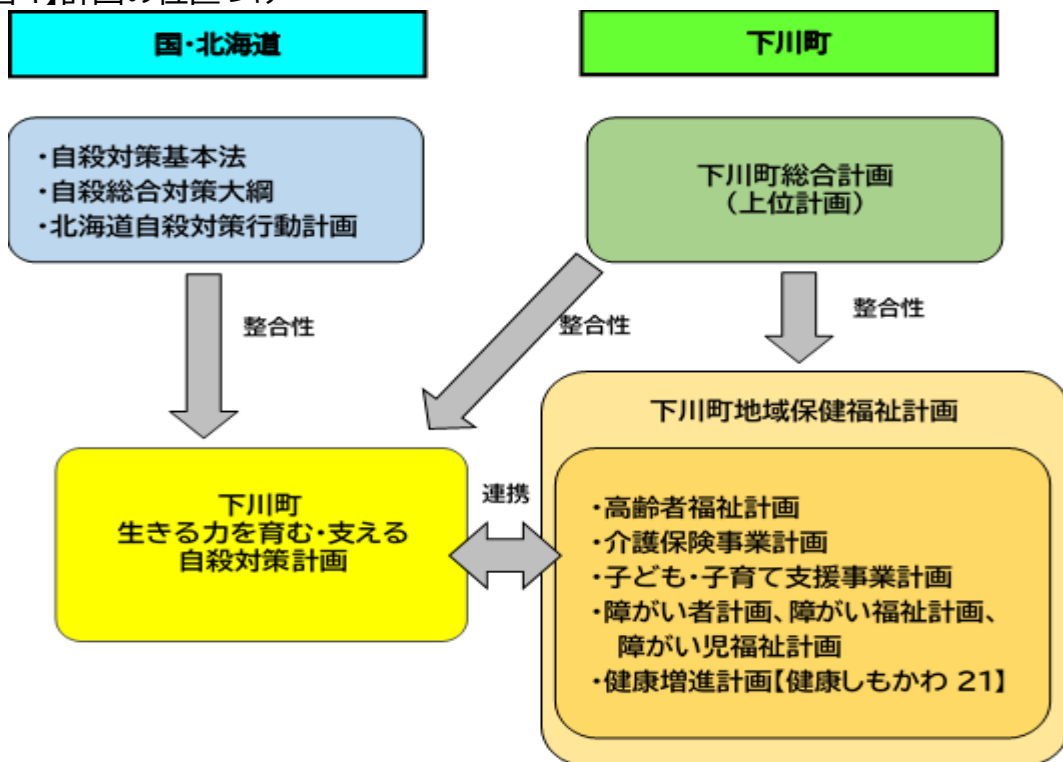 国・北海道
下川町
・自殺対策基本法
・自殺総合対策大綱
・北海道自殺対策行動計画
下川町総合計画
（上位計画）
整合性
整合性
整合性
下川町地域保健福祉計画
下川町
生きる力を育む・支える
自殺対策計画
連携
・高齢者福祉計画
・介護保険事業計画
・子ども・子育て支援事業計画
・障がい者計画、障がい福祉計画、
障がい児福祉計画
・健康増進計画【健康しもかわ 21】